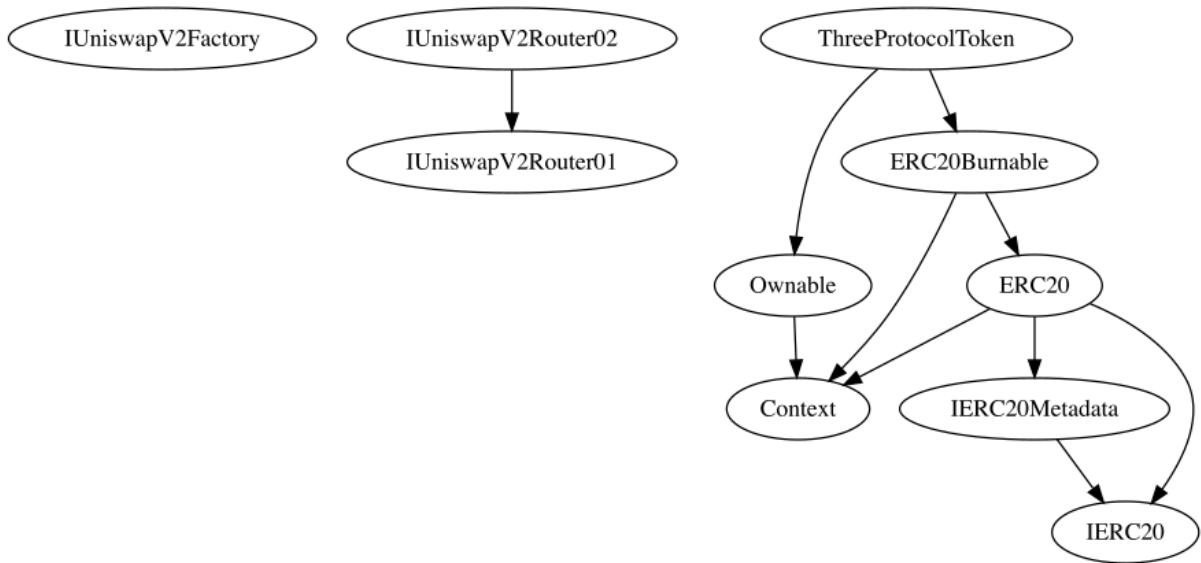 IUniswapV2Factory
IUniswapV2Router02
ThreeProtocolToken
IUniswapV2Router01
ERC20Burnable
Ownable
ERC20
Context
IERC20Metadata
IERC20